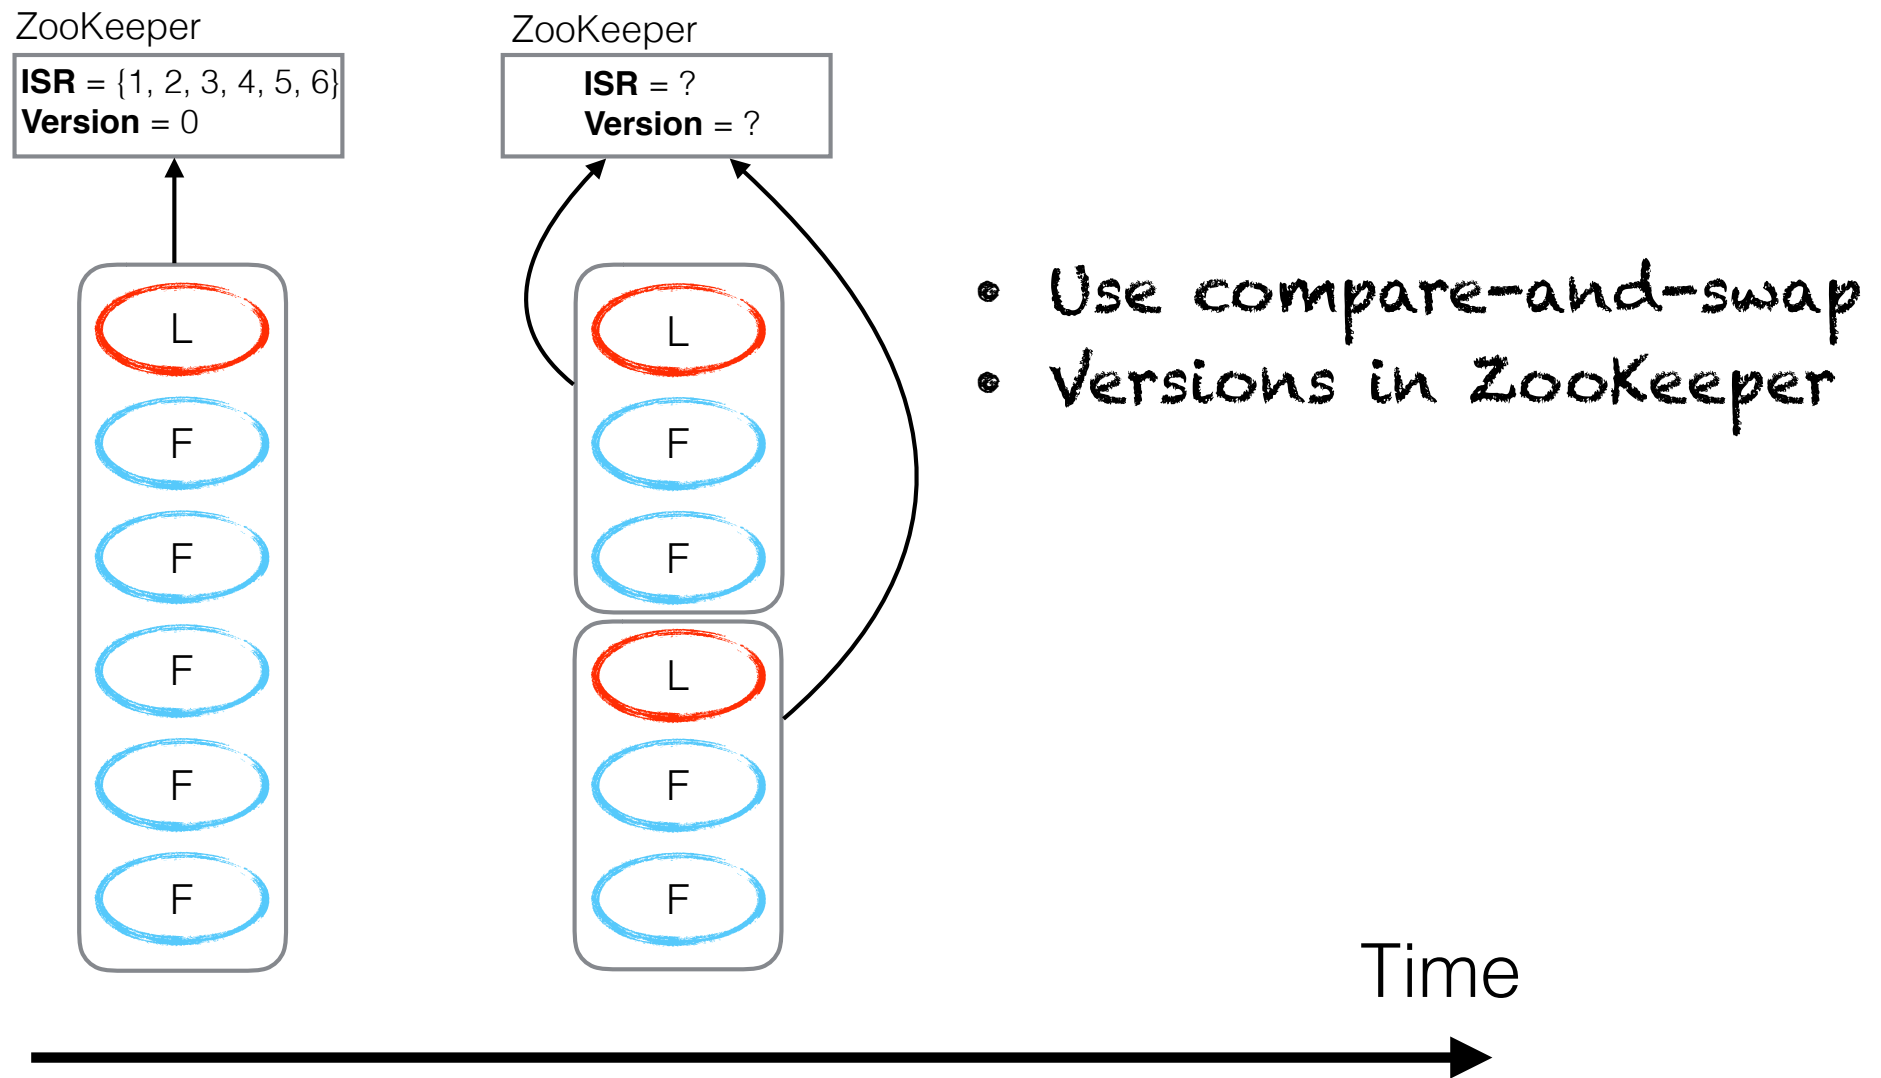 ZooKeeper
ISR = {1, 2, 3, 4, 5, 6}
Version = 0
L
F
F
F
F
F
ZooKeeper
ISR = ?
Version = ?
L
F
F
L
F
F
• Use compare-and-swap
• Versions in ZooKeeper
Time